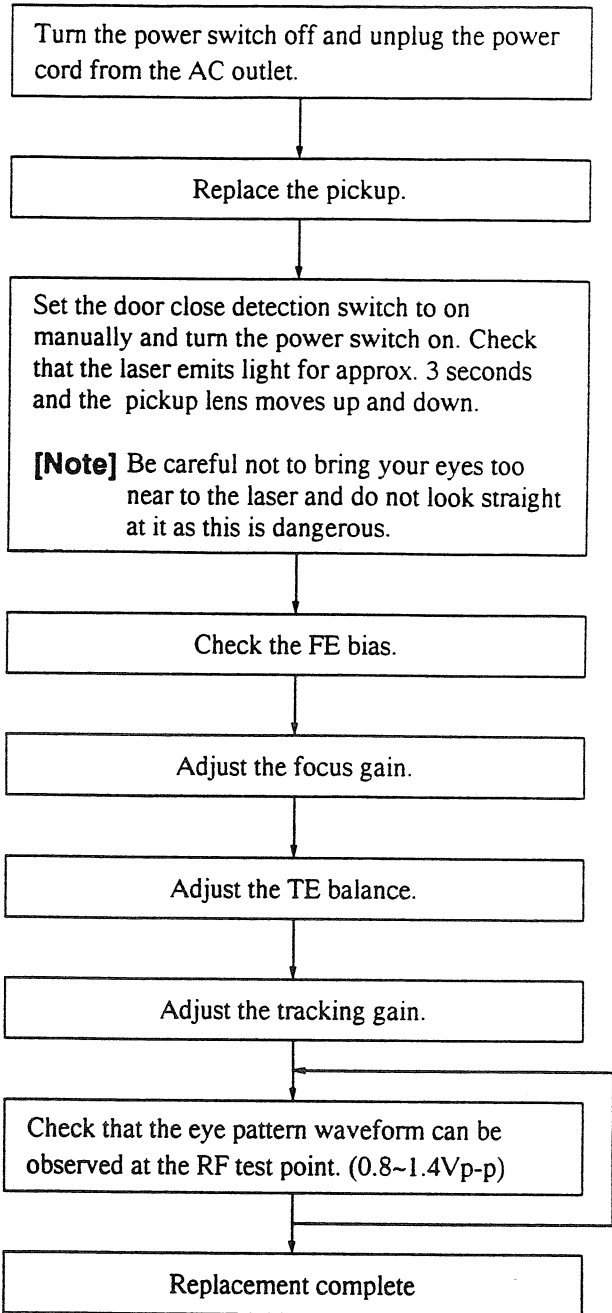 Turn the power switch off and unplug the power
cord from the AC outlet.
Replace the pickup.
Set the door close detection switch to on
manually and turn the power switch on. Check
that the laser emits light for approx. 3 seconds
and the pickup lens moves up and down.
[Note] Be careful not to bring your eyes too
near to the laser and do not look straight
at it as this is dangerous.
Check the FE bias.
Adjust the focus gain.
Adjust the TE balance.
Adjust the tracking gain.
Check that the eye pattern waveform can be
observed at the RF test point. (0.8~1.4Vp-p)
Replacement complete